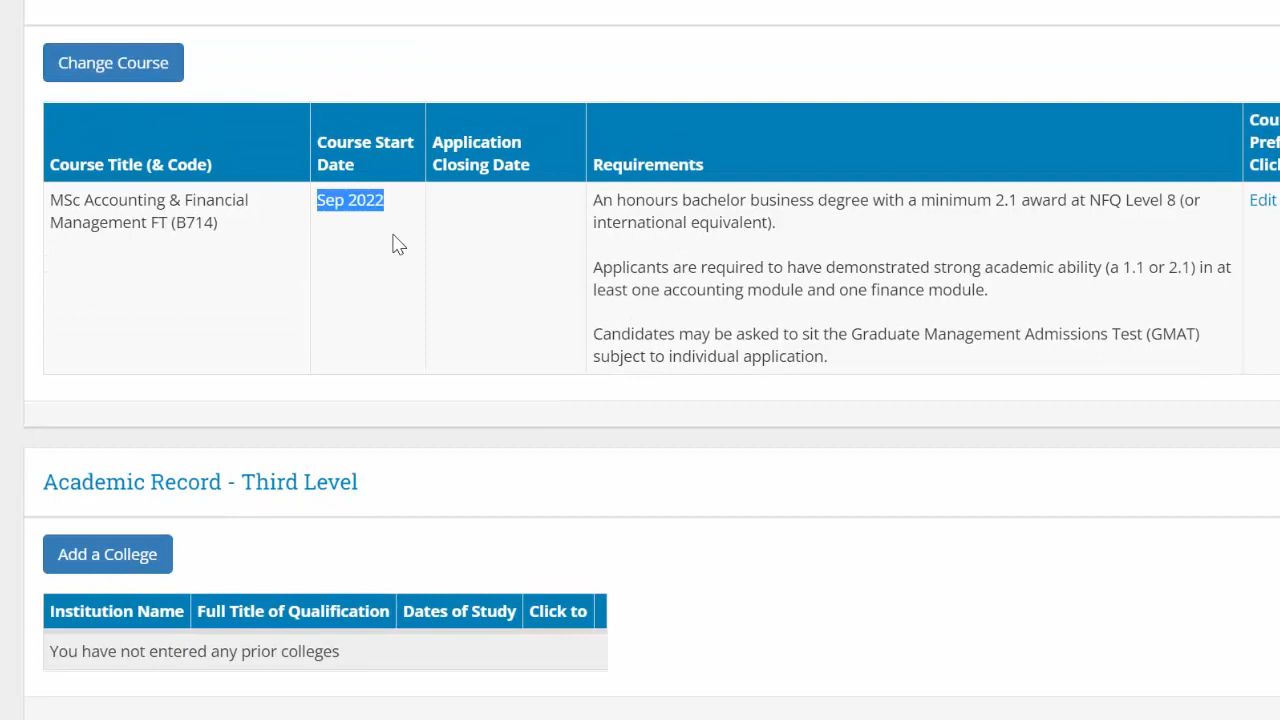 Change Course
Course Title (& Code)
Course Start
Date
Application
Closing Date
Requirements
Cou
Pref
Click
MSc Accounting & Financial
Management FT (B714)
Sep 2022
An honours bachelor business degree with a minimum 2.1 award at NFQ Level 8 (or
international equivalent).
Applicants are required to have demonstrated strong academic ability (a 1.1 or 2.1) in at
least one accounting module and one finance module.
Candidates may be asked to sit the Graduate Management Admissions Test (GMAT)
subject to individual application.
Edit
Academic Record - Third Level
Add a College
Institution Name Full Title of Qualification Dates of Study Click to
You have not entered any prior colleges